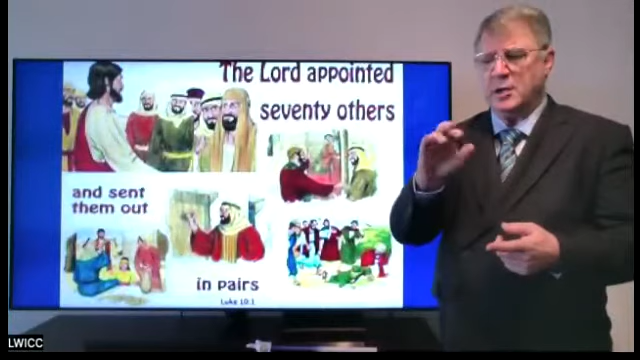 The Lord appointed
seventy others
and sent
them out
in pairs
Luke 10:1
LWICC